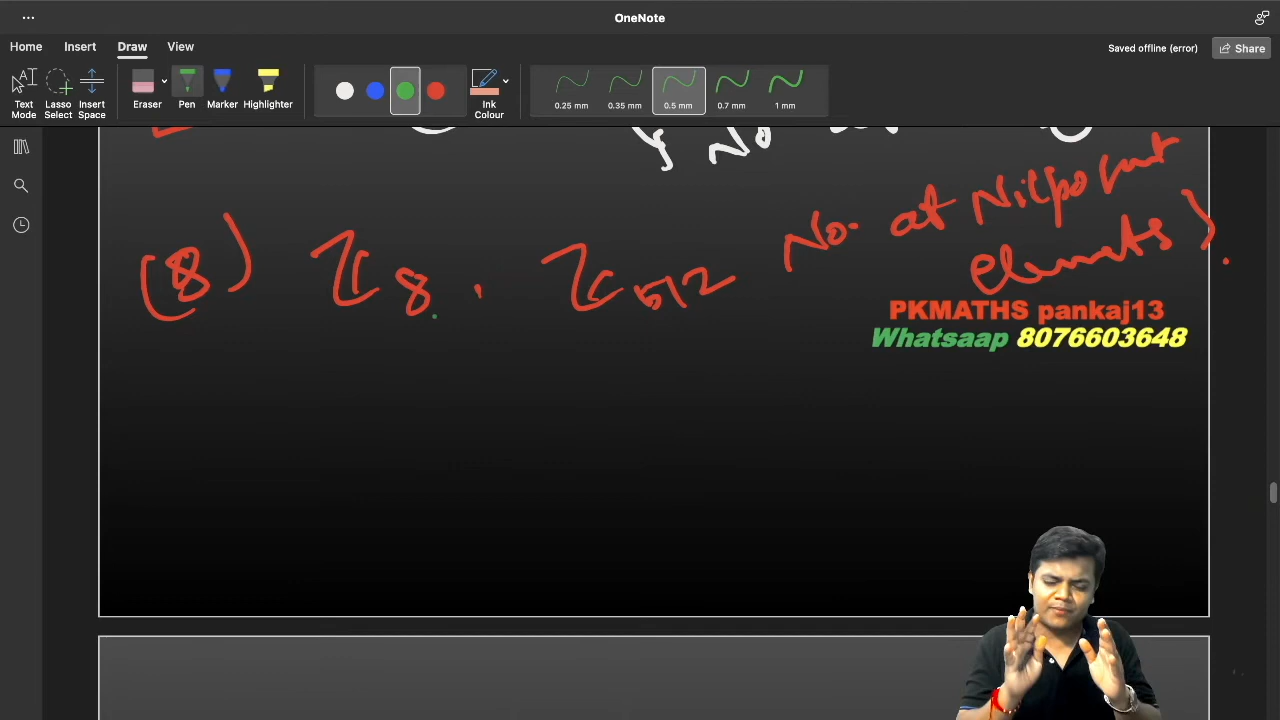 OneNote
Home Insert Draw View
Saved offline (error) Share
Text Mode Lasso Select Insert Space Eraser Pen Marker Highlighter Ink Colour 0.25 mm 0.35 mm 0.5 mm 0.7 mm 1 mm
No
(8) ℤ8 , ℤ512 No. of Nilpotent
elements }.
PKMATHS pankaj13
Whatsaap 8076603648